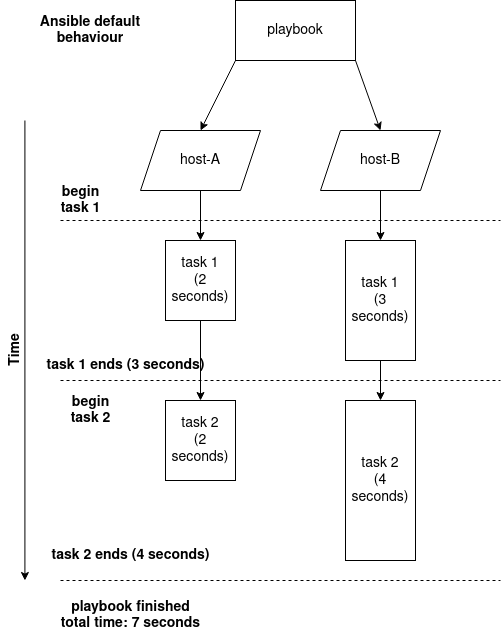 Ansible default
behaviour
playbook
host-A
host-B
begin
task 1
task 1
(2
seconds)
task 1
(3
seconds)
Time
task 1 ends (3 seconds)
begin
task 2
task 2
(2
seconds)
task 2
(4
seconds)
task 2 ends (4 seconds)
playbook finished
total time: 7 seconds